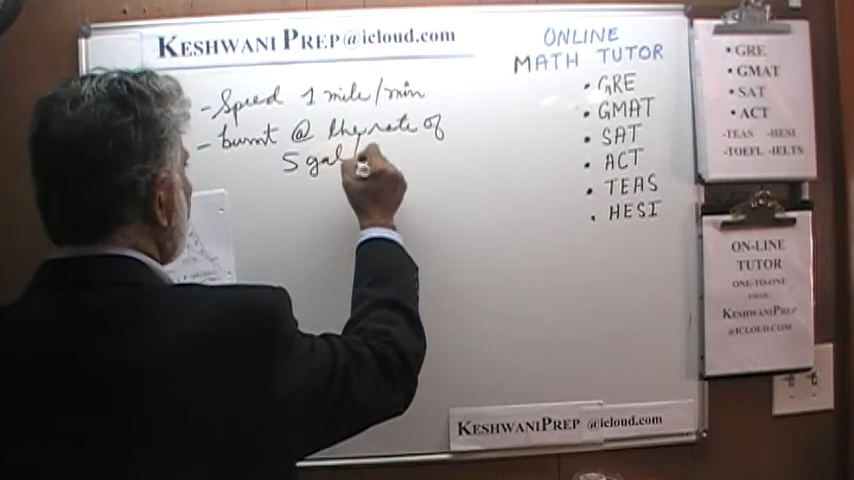 KESHWANI PREP@icloud.com
- Speed 1 mile/min
- burnt @ the rate of
5 gal/
ONLINE
MATH TUTOR
• GRE
• GMAT
• SAT
• ACT
• TEAS
• HESI
KESHWANIPREP @icloud.com
• GRE
• GMAT
• SAT
• ACT
-TEAS -HESI
-TOEFL -IELTS
ON-LINE
TUTOR
ONE-TO-ONE
KESHWANIPREP
@ICLOUD.COM